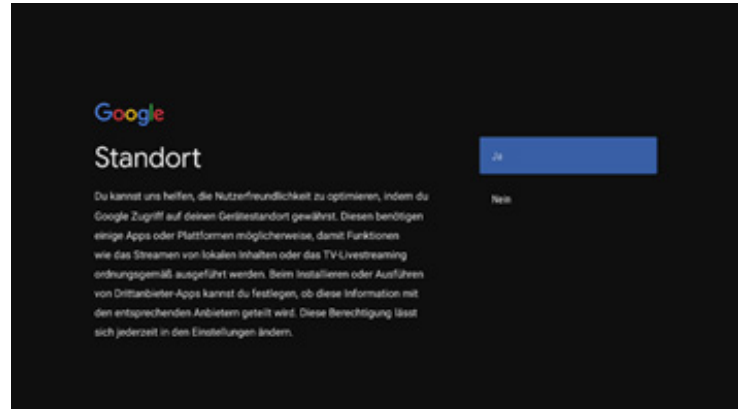 Google
Standort
Du kannst uns helfen, die Nutzerfreundlichkeit zu optimieren, indem du
Google Zugriff auf deinen Gerätestandort gewährst. Diesen benötigen
einige Apps oder Plattformen möglicherweise, damit Funktionen
wie das Streamen von lokalen Inhalten oder das TV-Livestreaming
ordnungsgemäß ausgeführt werden. Beim Installieren oder Ausführen
von Drittanbieter-Apps kannst du festlegen, ob diese Information mit
den entsprechenden Anbietern geteilt wird. Diese Berechtigung lässt
sich jederzeit in den Einstellungen ändern.
Ja
Nein